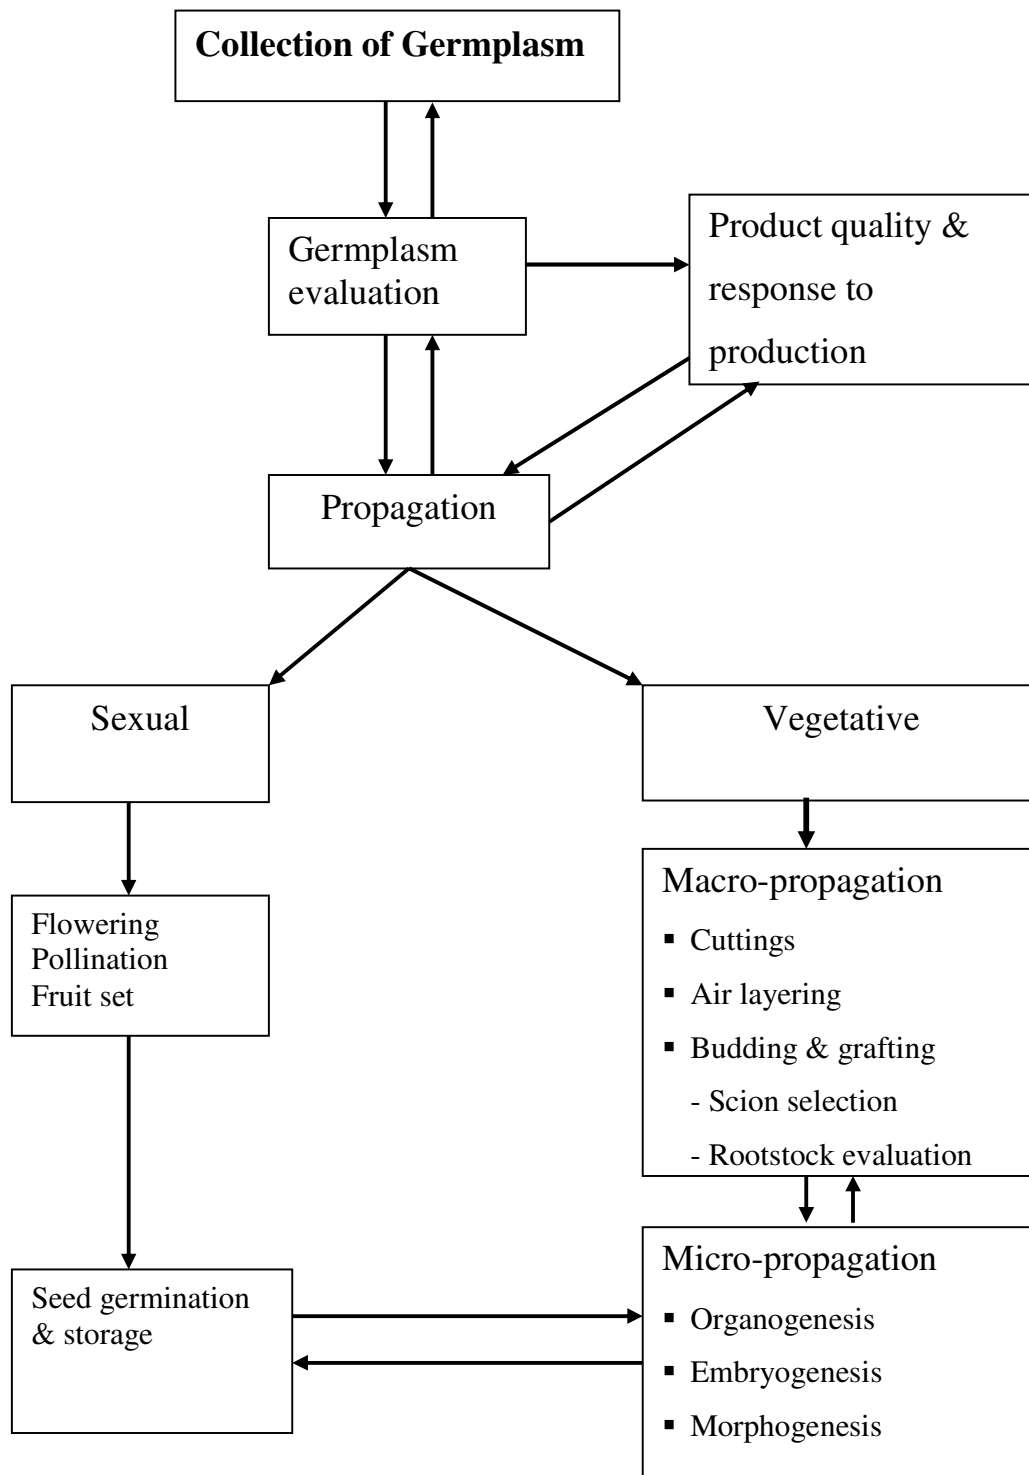 Collection of Germplasm
Germplasm
evaluation
Product quality &
response to
production
Propagation
Sexual
Vegetative
Flowering
Pollination
Fruit set
Macro-propagation
▪ Cuttings
▪ Air layering
▪ Budding & grafting
- Scion selection
- Rootstock evaluation
Seed germination
& storage
Micro-propagation
▪ Organogenesis
▪ Embryogenesis
▪ Morphogenesis